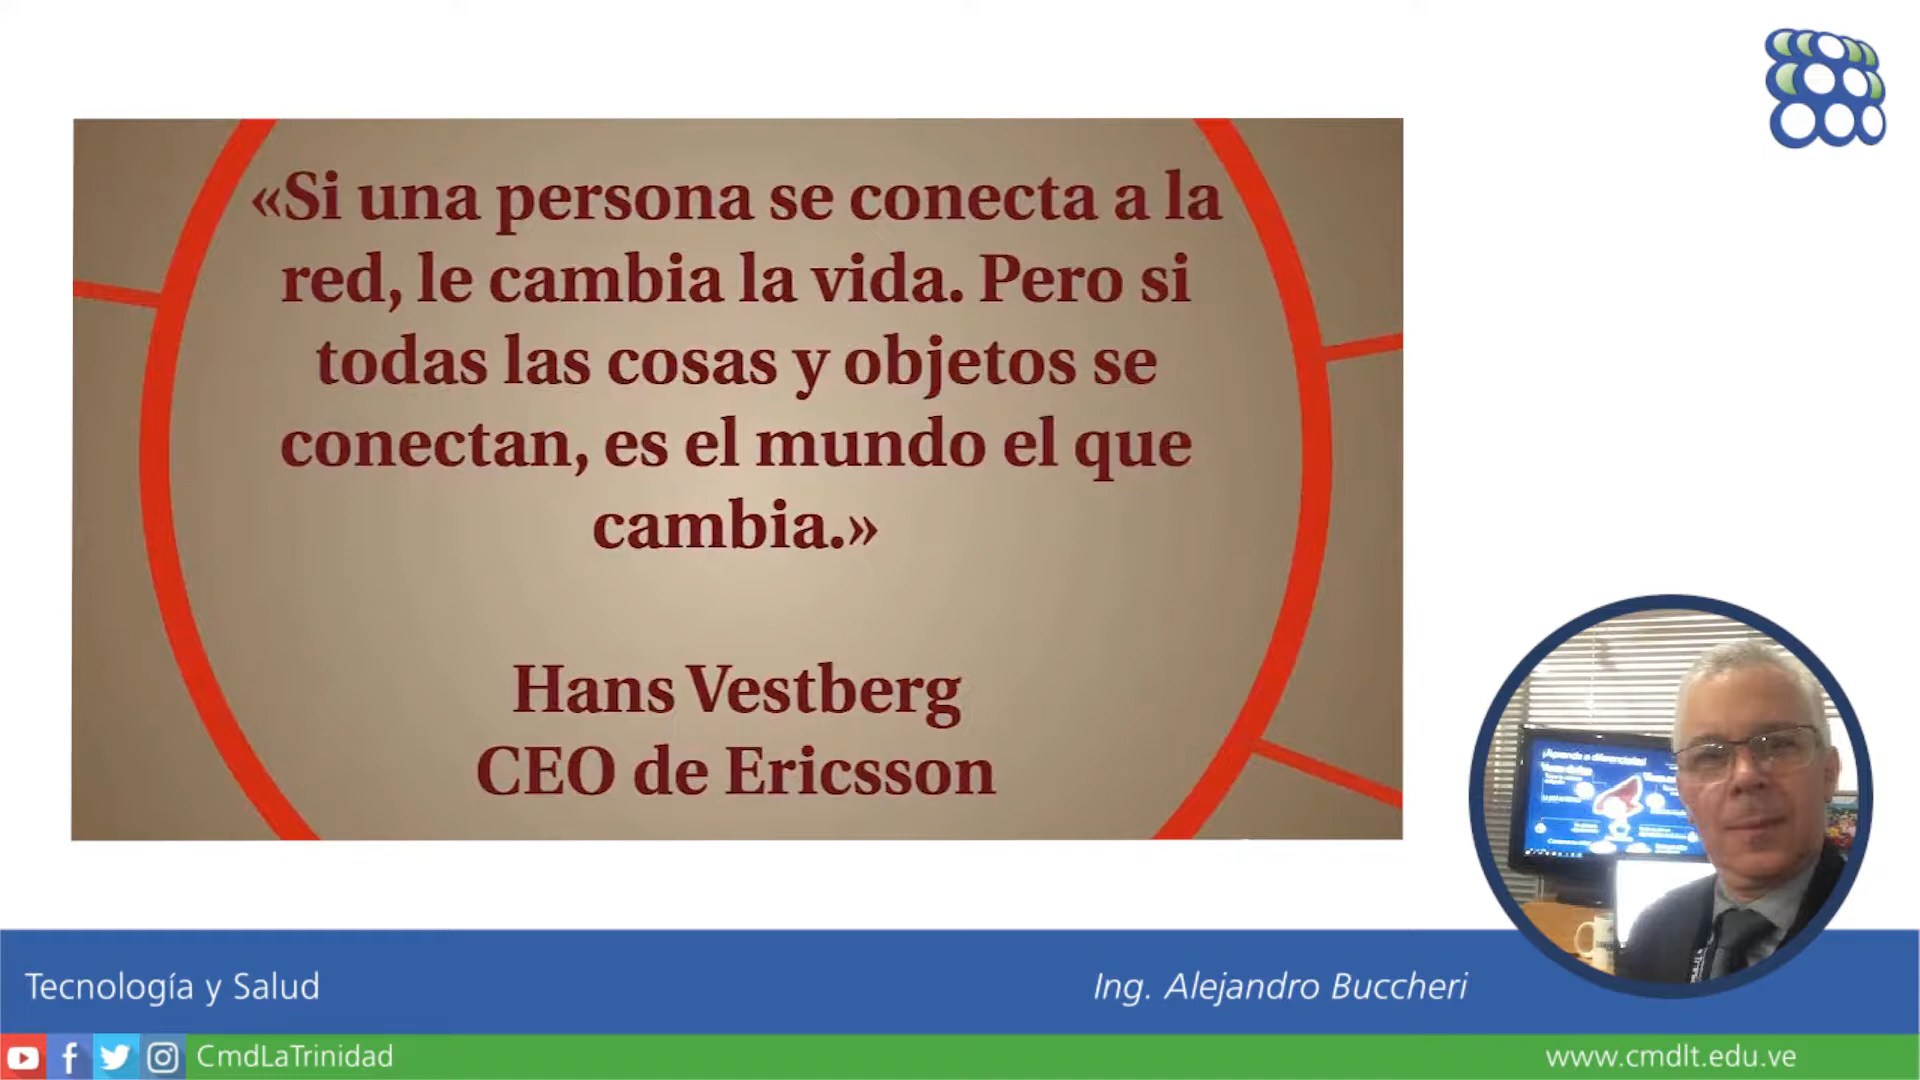 «Si una persona se conecta a la
red, le cambia la vida. Pero si
todas las cosas y objetos se
conectan, es el mundo el que
cambia.»
Hans Vestberg
CEO de Ericsson
¡Aprende a diferenciarlas!
Tecnología y Salud
Ing. Alejandro Buccheri
CmdLaTrinidad
www.cmdlt.edu.ve